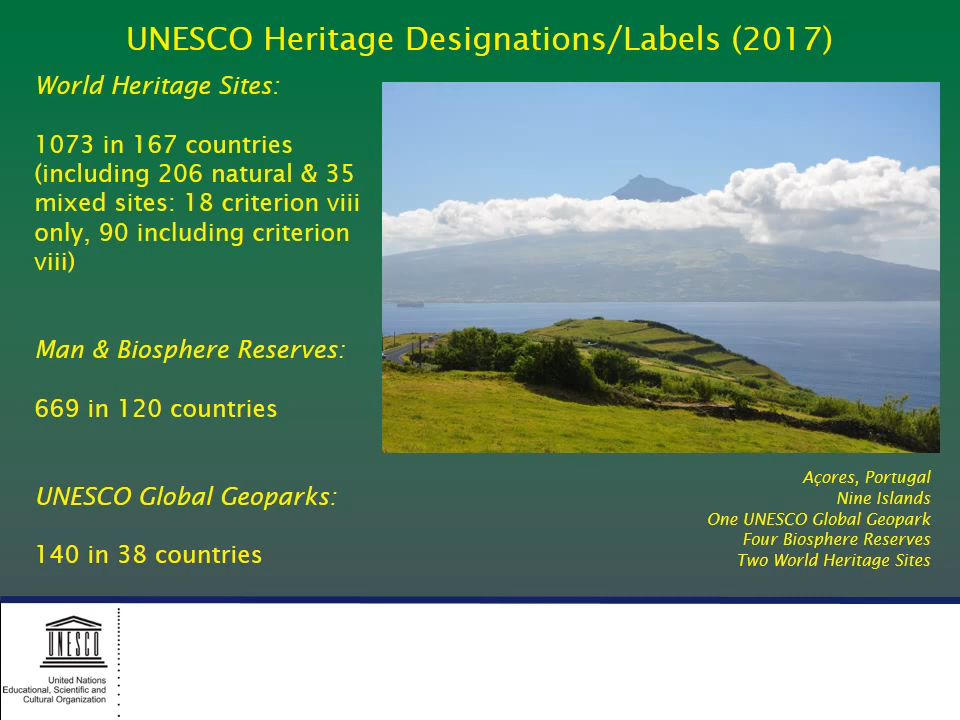 UNESCO Heritage Designations/Labels (2017)
World Heritage Sites:
1073 in 167 countries
(including 206 natural & 35
mixed sites: 18 criterion viii
only, 90 including criterion
viii)
Man & Biosphere Reserves:
669 in 120 countries
UNESCO Global Geoparks:
140 in 38 countries
Açores, Portugal
Nine Islands
One UNESCO Global Geopark
Four Biosphere Reserves
Two World Heritage Sites
UNESCO
United Nations
Educational, Scientific and
Cultural Organization